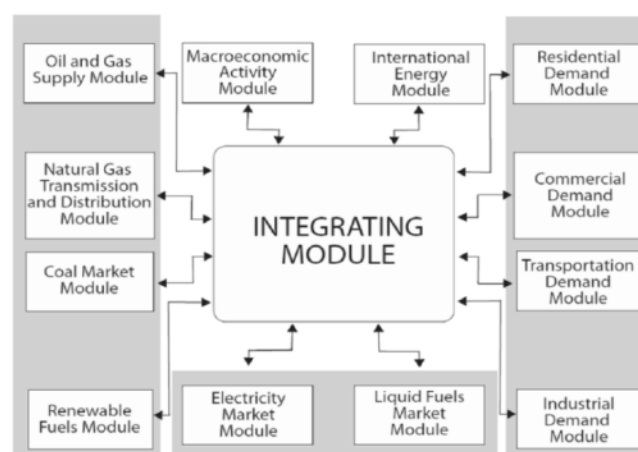 Oil and Gas
Supply Module
Macroeconomic
Activity
Module
International
Energy
Module
Residential
Demand
Module
Natural Gas
Transmission
and Distribution
Module
INTEGRATING
MODULE
Commercial
Demand
Module
Coal Market
Module
Transportation
Demand
Module
Renewable
Fuels Module
Electricity
Market
Module
Liquid Fuels
Market
Module
Industrial
Demand
Module